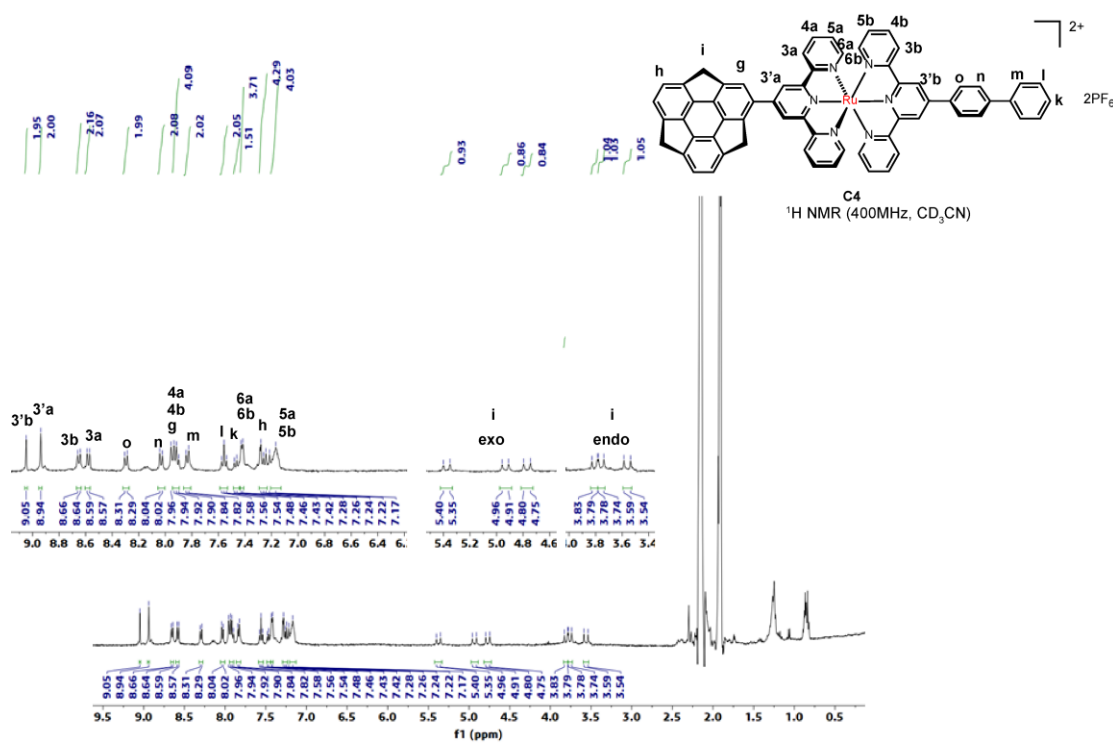 4a 5a 5b 4b
2+
i 3a 6a 3b
6b
h g 3'a N N 3'b o n m l
N Ru N k
N N
2PF6
C4
1H NMR (400MHz, CD3CN)
1.95 2.00 2.16 2.07 1.99 2.08 4.09 2.02 2.05 1.51 3.71 4.29 4.03 0.93 0.86 0.84 1.04 1.03 1.05
3'b 3'a 3b 3a o n 4a 4b g m l k 6a 6b h 5a 5b
i exo
i endo
9.05 8.94 8.66 8.64 8.59 8.57 8.31 8.29 8.04 8.02 7.96 7.94 7.92 7.90 7.84 7.82 7.58 7.56 7.54 7.48 7.46 7.43 7.42 7.28 7.26 7.24 7.22 7.17
5.40 5.35 4.96 4.91 4.80 4.75
3.83 3.79 3.78 3.74 3.59 3.54
9.0 8.8 8.6 8.4 8.2 8.0 7.8 7.6 7.4 7.2 7.0 6.8 6.6 6.4 6.2
5.4 5.2 5.0 4.8 4.6
4.0 3.8 3.6 3.4
9.05 8.94 8.66 8.64 8.59 8.57 8.31 8.29 8.04 8.02 7.96 7.94 7.92 7.90 7.84 7.82 7.58 7.56 7.54 7.48 7.46 7.43 7.42 7.28 7.26 7.24 7.22 7.17 5.40 5.35 4.96 4.91 4.80 4.75 3.83 3.79 3.78 3.74 3.59 3.54
9.5 9.0 8.5 8.0 7.5 7.0 6.5 6.0 5.5 5.0 4.5 4.0 3.5 3.0 2.5 2.0 1.5 1.0 0.5
f1 (ppm)